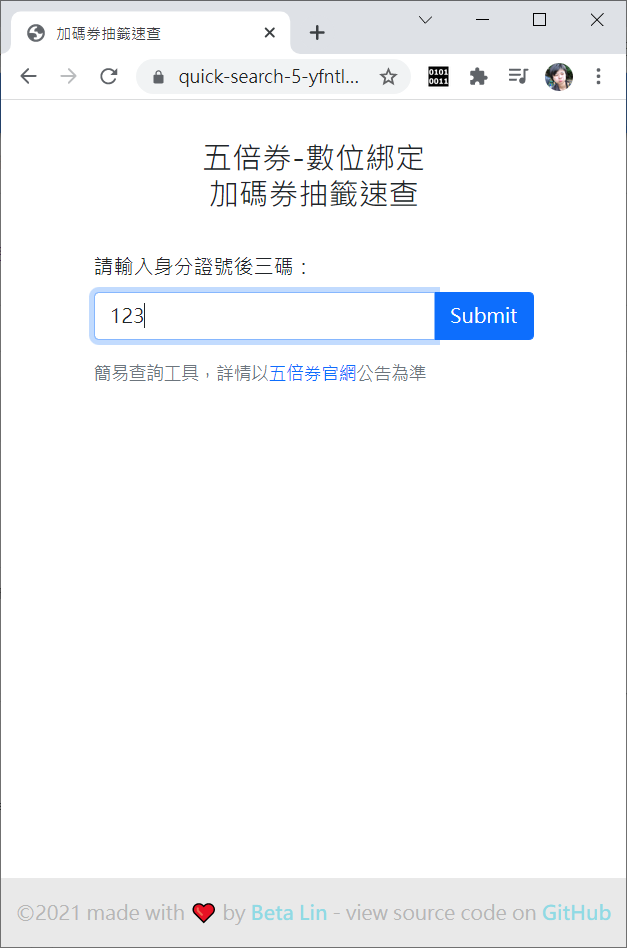 加碼券抽籤速查
quick-search-5-yfntl...
0101
0011
五倍券-數位綁定
加碼券抽籤速查
請輸入身分證號後三碼：
123
Submit
簡易查詢工具，詳情以五倍券官網公告為準
©2021 made with ❤️ by Beta Lin - view source code on GitHub